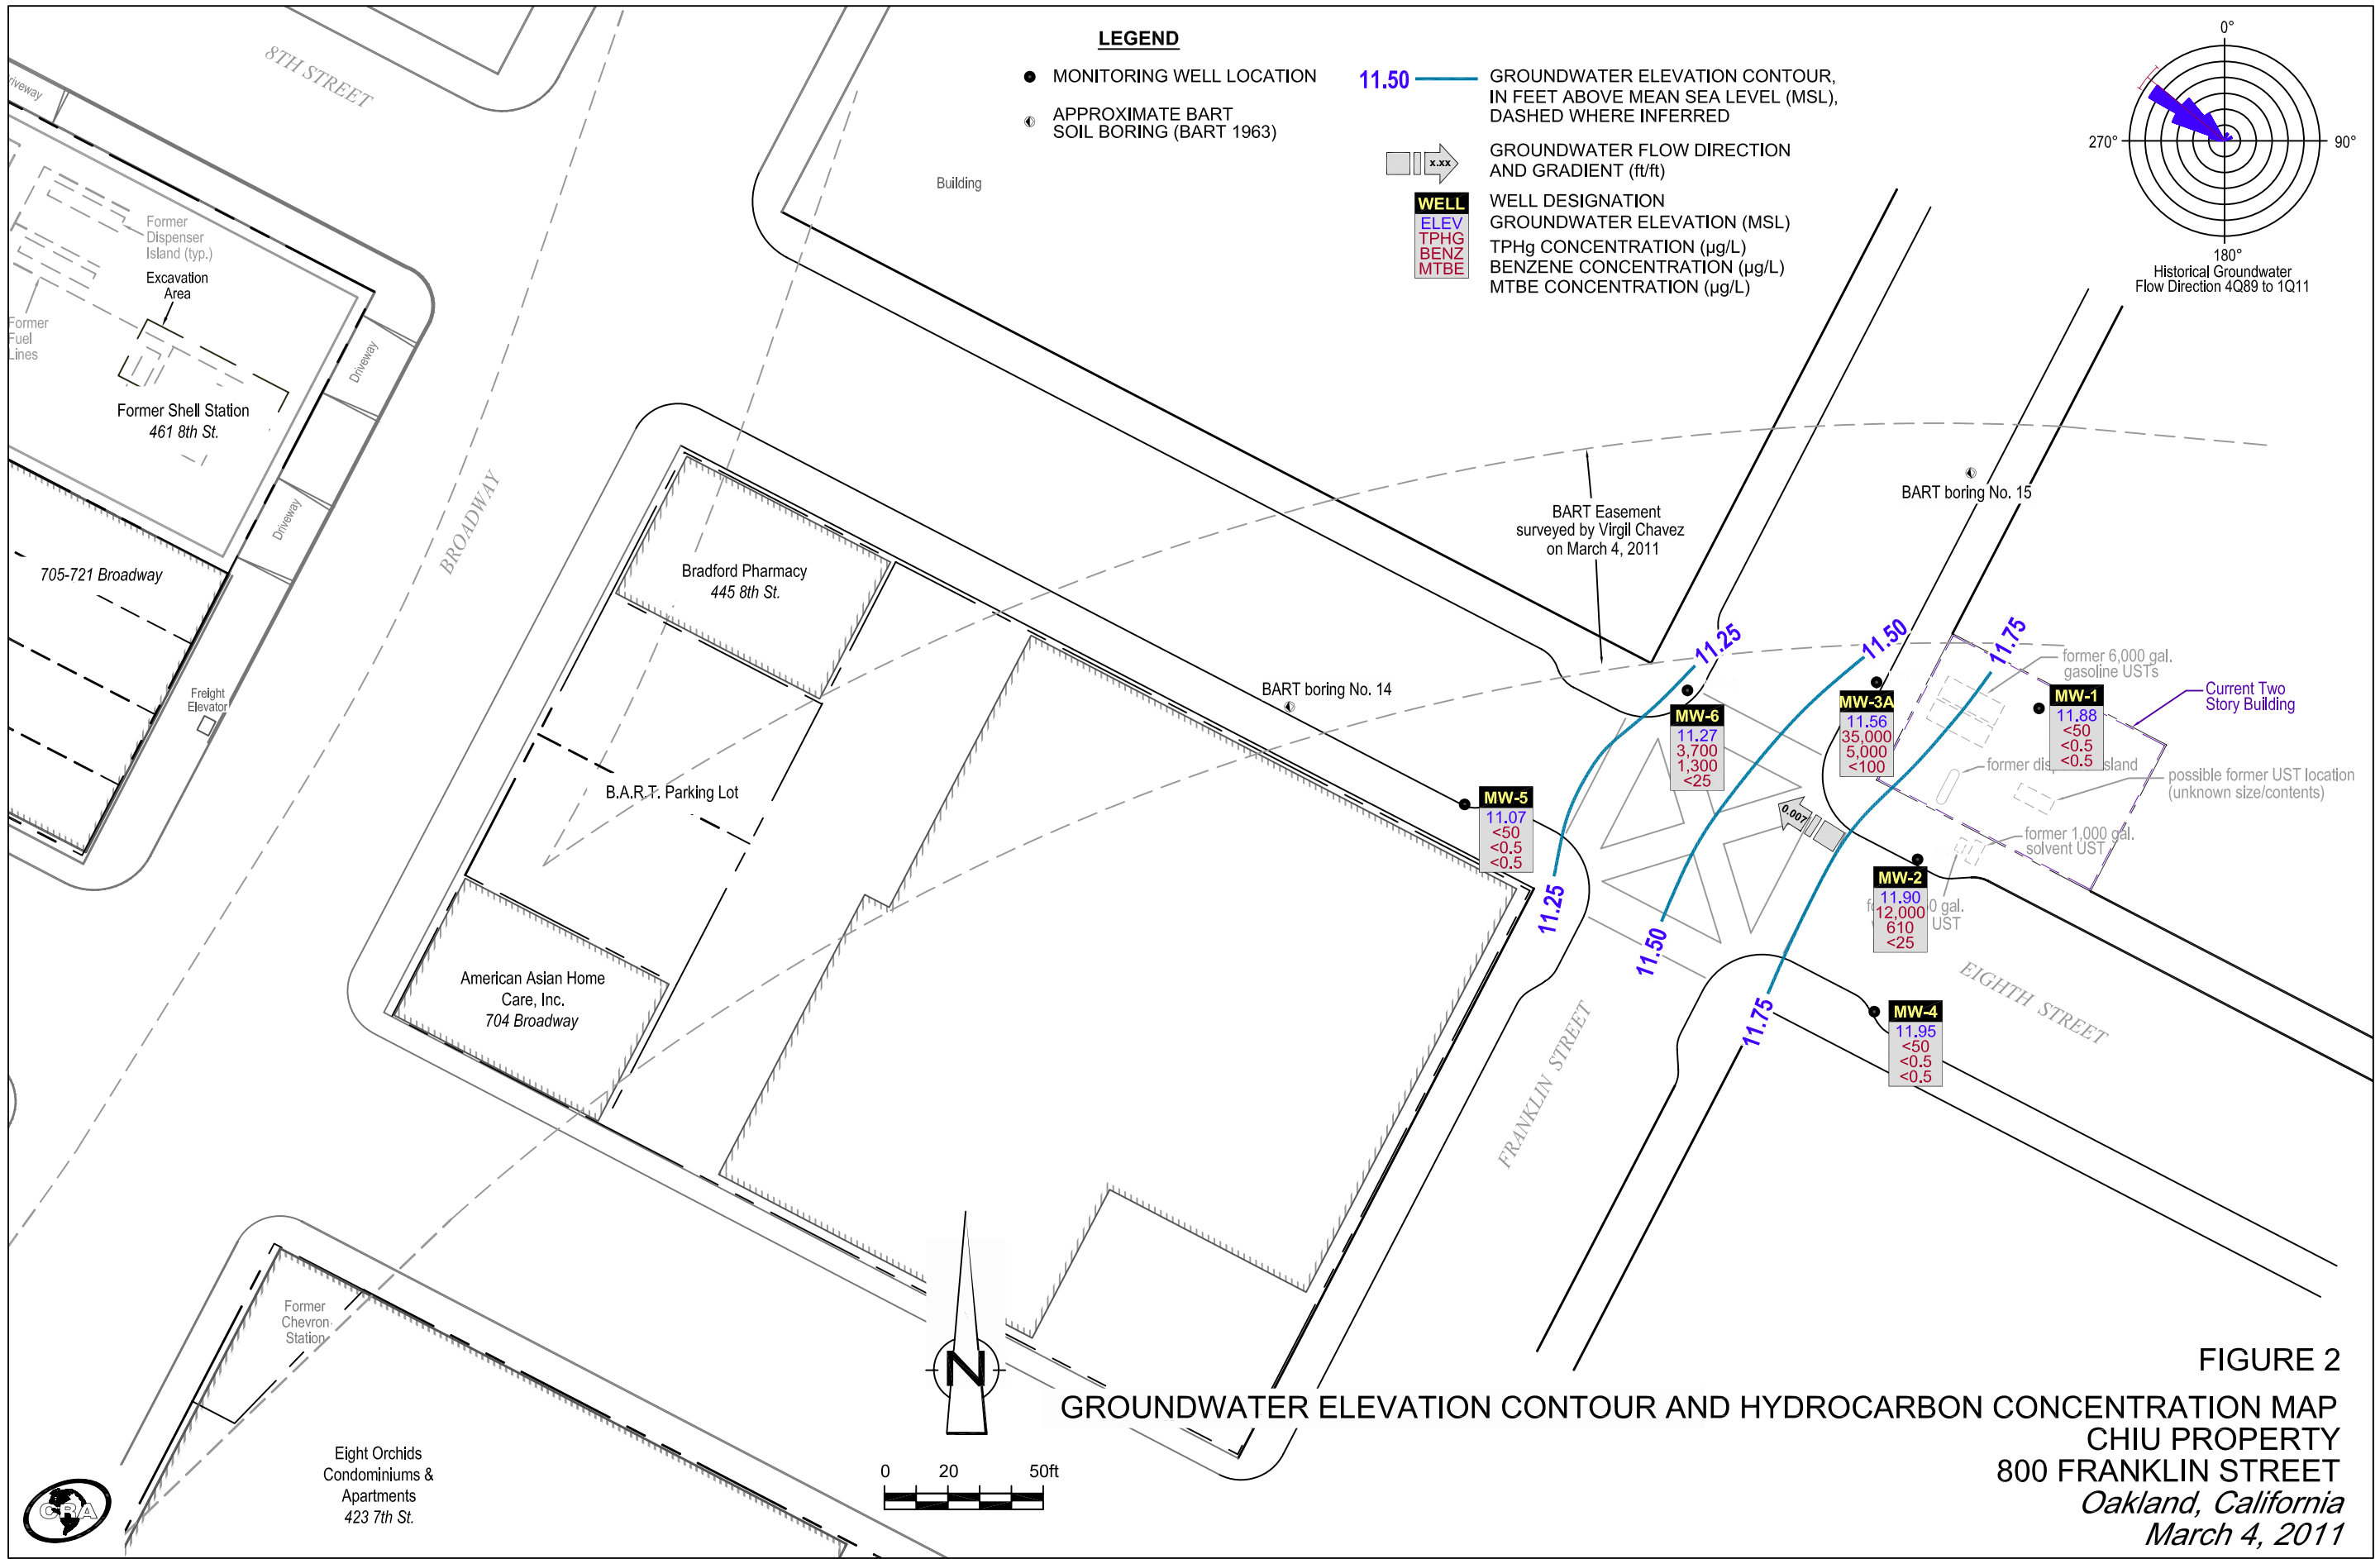 LEGEND
MONITORING WELL LOCATION
APPROXIMATE BART
SOIL BORING (BART 1963)
11.50
GROUNDWATER ELEVATION CONTOUR,
IN FEET ABOVE MEAN SEA LEVEL (MSL),
DASHED WHERE INFERRED
x.xx
GROUNDWATER FLOW DIRECTION
AND GRADIENT (ft/ft)
WELL
ELEV
TPHG
BENZ
MTBE
WELL DESIGNATION
GROUNDWATER ELEVATION (MSL)
TPHg CONCENTRATION (µg/L)
BENZENE CONCENTRATION (µg/L)
MTBE CONCENTRATION (µg/L)
0°
90°
180°
270°
Historical Groundwater
Flow Direction 4Q89 to 1Q11
8TH STREET
Building
Former
Dispenser
Island (typ.)
Excavation
Area
Former
Fuel
Lines
Driveway
Former Shell Station
461 8th St.
Driveway
705-721 Broadway
BROADWAY
Freight
Elevator
Bradford Pharmacy
445 8th St.
B.A.R.T. Parking Lot
American Asian Home
Care, Inc.
704 Broadway
BART boring No. 14
BART Easement
surveyed by Virgil Chavez
on March 4, 2011
BART boring No. 15
11.25
11.50
11.75
former 6,000 gal.
gasoline USTs
Current Two
Story Building
MW-1
11.88
<50
<0.5
<0.5
MW-3A
11.56
35,000
5,000
<100
MW-6
11.27
3,700
1,300
<25
MW-5
11.07
<50
<0.5
<0.5
possible former UST location
(unknown size/contents)
0.007
former 1,000 gal.
solvent UST
MW-2
11.90
12,000
610
<25
gal.
UST
11.25
11.50
11.75
MW-4
11.95
<50
<0.5
<0.5
EIGHTH STREET
FRANKLIN STREET
Former
Chevron
Station
Eight Orchids
Condominiums &
Apartments
423 7th St.
CRA
N
0 20 50ft
FIGURE 2
GROUNDWATER ELEVATION CONTOUR AND HYDROCARBON CONCENTRATION MAP
CHIU PROPERTY
800 FRANKLIN STREET
Oakland, California
March 4, 2011